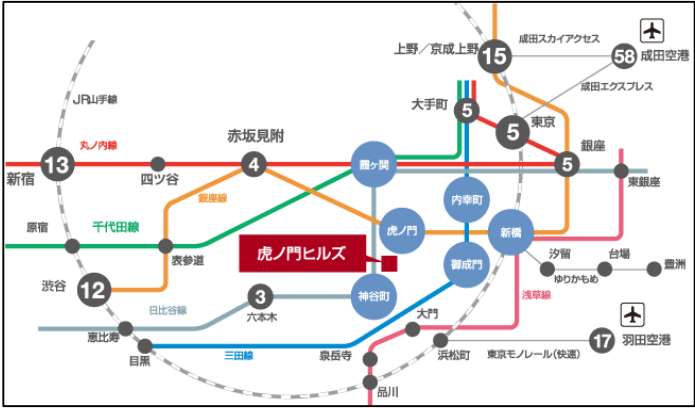 上野／京成上野
15
成田スカイアクセス
58
成田空港
成田エクスプレス
JR山手線
大手町
5
5
東京
丸ノ内線
赤坂見附
銀座
新宿
13
四ツ谷
4
霞ヶ関
5
東銀座
銀座線
内幸町
原宿
千代田線
虎ノ門
新橋
表参道
虎ノ門ヒルズ
御成門
汐留
台場
渋谷
12
ゆりかもめ
豊洲
日比谷線
3
神谷町
浅草線
六本木
恵比寿
大門
目黒
三田線
泉岳寺
浜松町
東京モノレール(快速)
17
羽田空港
品川